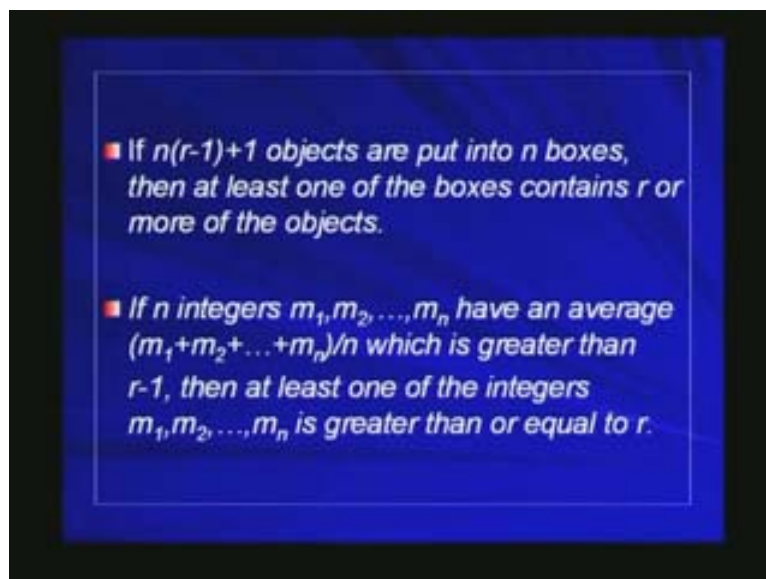 If n(r-1)+1 objects are put into n boxes,
then at least one of the boxes contains r or
more of the objects.
If n integers m₁,m₂,...,mₙ have an average
(m₁+m₂+...+mₙ)/n which is greater than
r-1, then at least one of the integers
m₁,m₂,...,mₙ is greater than or equal to r.